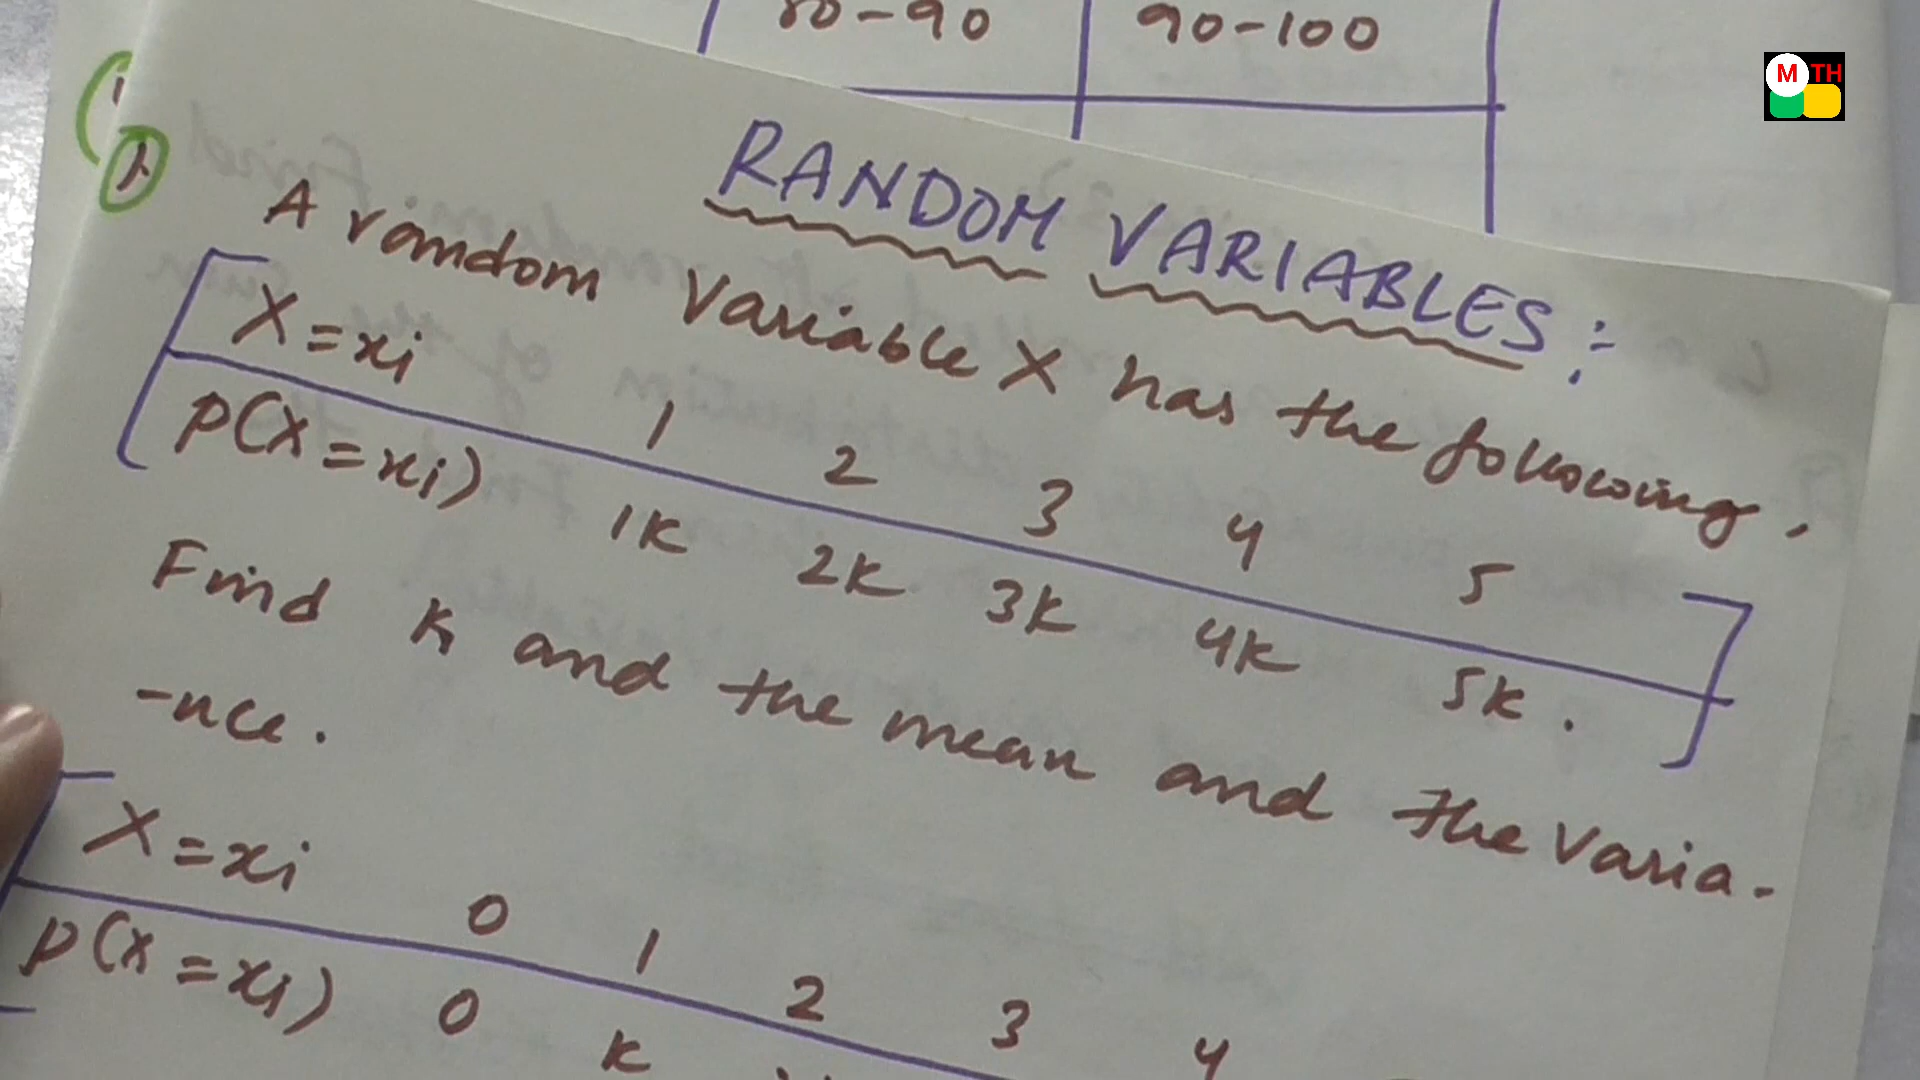 80-90 90-100
M TH
RANDOM VARIABLES:
1.
A random Variable X has the following.
X=xi 1 2 3 4 5
P(X=xi) 1K 2K 3K 4K 5K.
Find K and the mean and the varia-
-nce.
X=xi 0 1 2 3 4
P(X=xi) 0 K